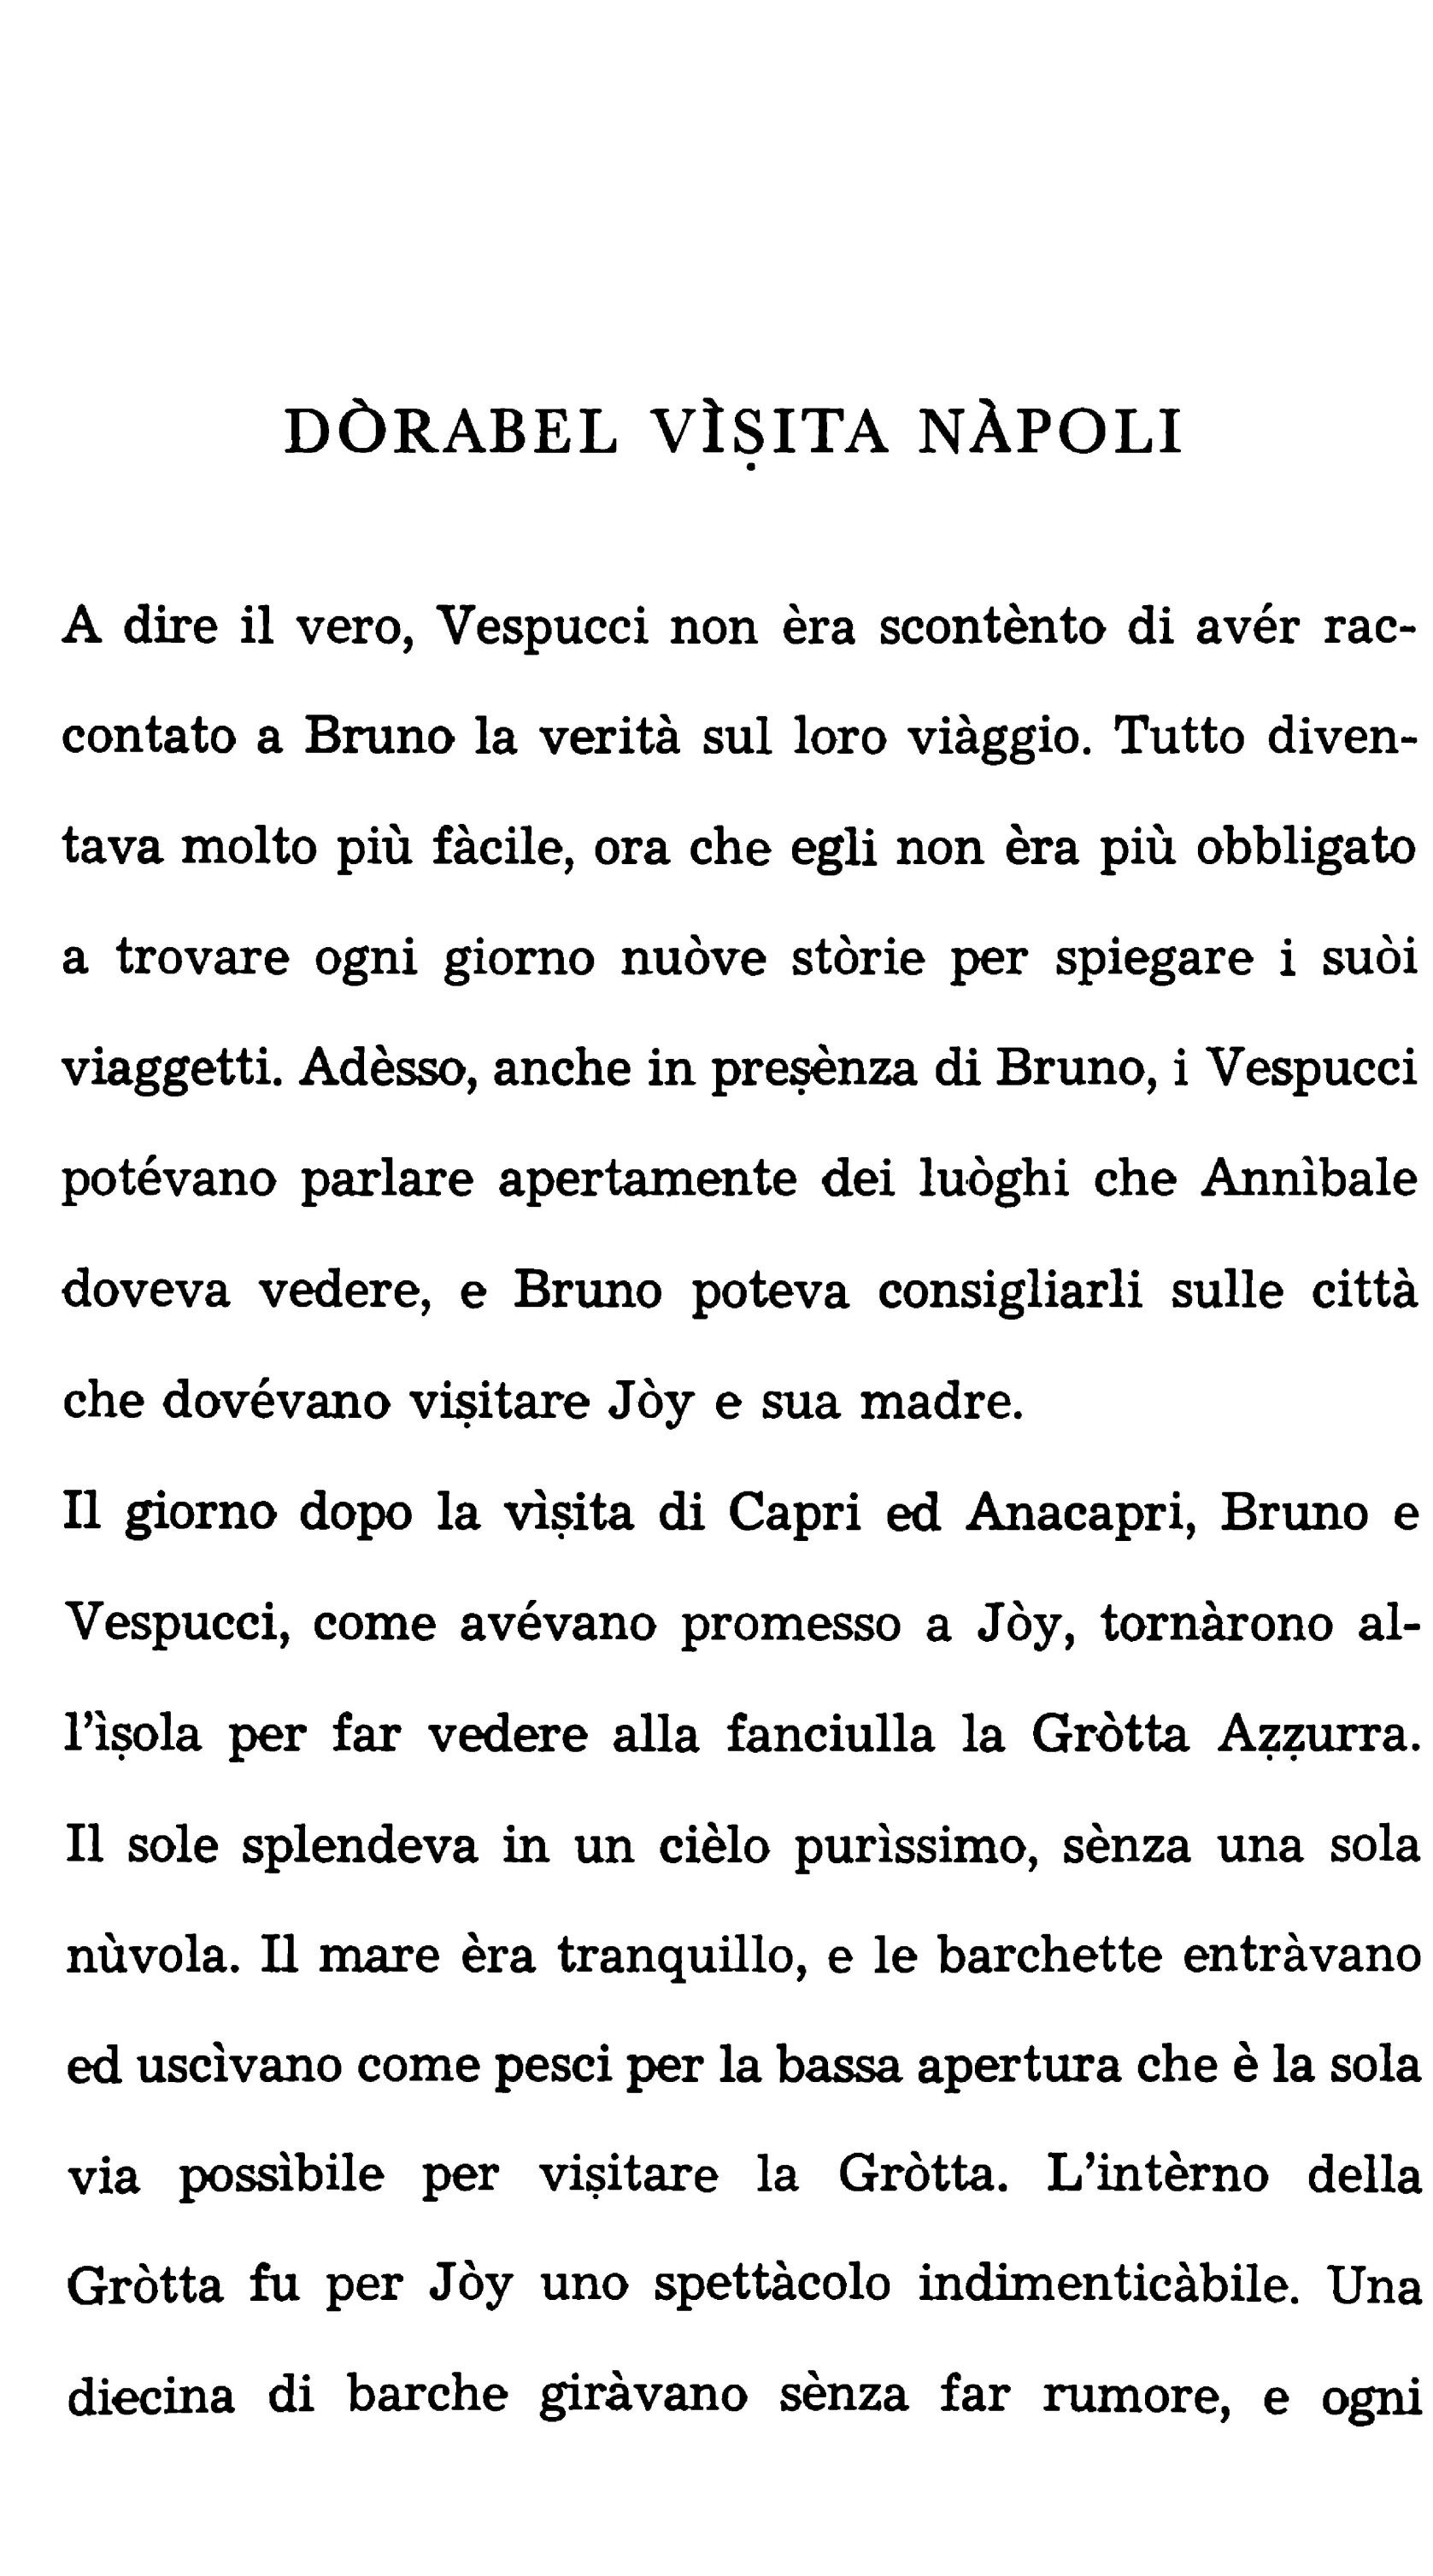 DÒRABEL VÌṢITA NÀPOLI
A dire il vero, Vespucci non èra scontènto di avér rac-
contato a Bruno la verità sul loro viàggio. Tutto diven-
tava molto più fàcile, ora che egli non èra più obbligato
a trovare ogni giorno nuòve stòrie per spiegare i suòi
viaggetti. Adèsso, anche in preṣènza di Bruno, i Vespucci
potévano parlare apertamente dei luòghi che Annìbale
doveva vedere, e Bruno poteva consigliarli sulle città
che dovévano viṣitare Jòy e sua madre.
Il giorno dopo la vìṣita di Capri ed Anacapri, Bruno e
Vespucci, come avévano promesso a Jòy, tornàrono al-
l'ìṣola per far vedere alla fanciulla la Gròtta Aẓẓurra.
Il sole splendeva in un cièlo purìssimo, sènza una sola
nùvola. Il mare èra tranquillo, e le barchette entràvano
ed uscìvano come pesci per la bassa apertura che è la sola
via possìbile per viṣitare la Gròtta. L'intèrno della
Gròtta fu per Jòy uno spettàcolo indimenticàbile. Una
diecina di barche giràvano sènza far rumore, e ogni